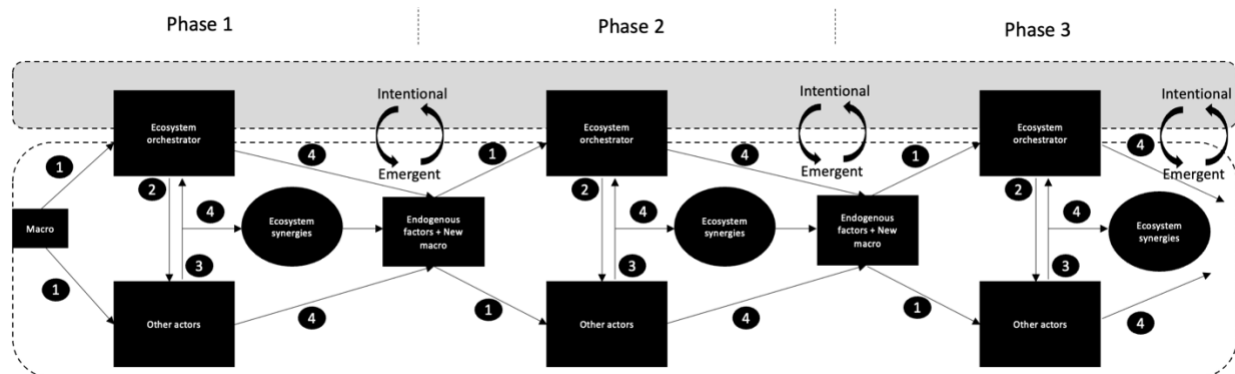 Phase 1
Phase 2
Phase 3
Intentional
Emergent
Intentional
Emergent
Intentional
Emergent
Macro
1
1
Ecosystem
orchestrator
2
3
4
4
4
Ecosystem
synergies
Other actors
Endogenous
factors + New
macro
1
1
Ecosystem
orchestrator
2
3
4
4
4
Ecosystem
synergies
Other actors
Endogenous
factors + New
macro
1
1
Ecosystem
orchestrator
2
3
4
4
4
Ecosystem
synergies
Other actors